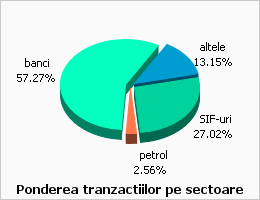 altele
13.15%
banci
57.27%
SIF-uri
27.02%
petrol
2.56%
Ponderea tranzactiilor pe sectoare